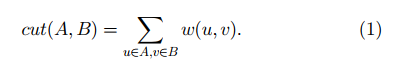 cut(A, B) = ∑_{u∈A,v∈B} w(u, v). (1)